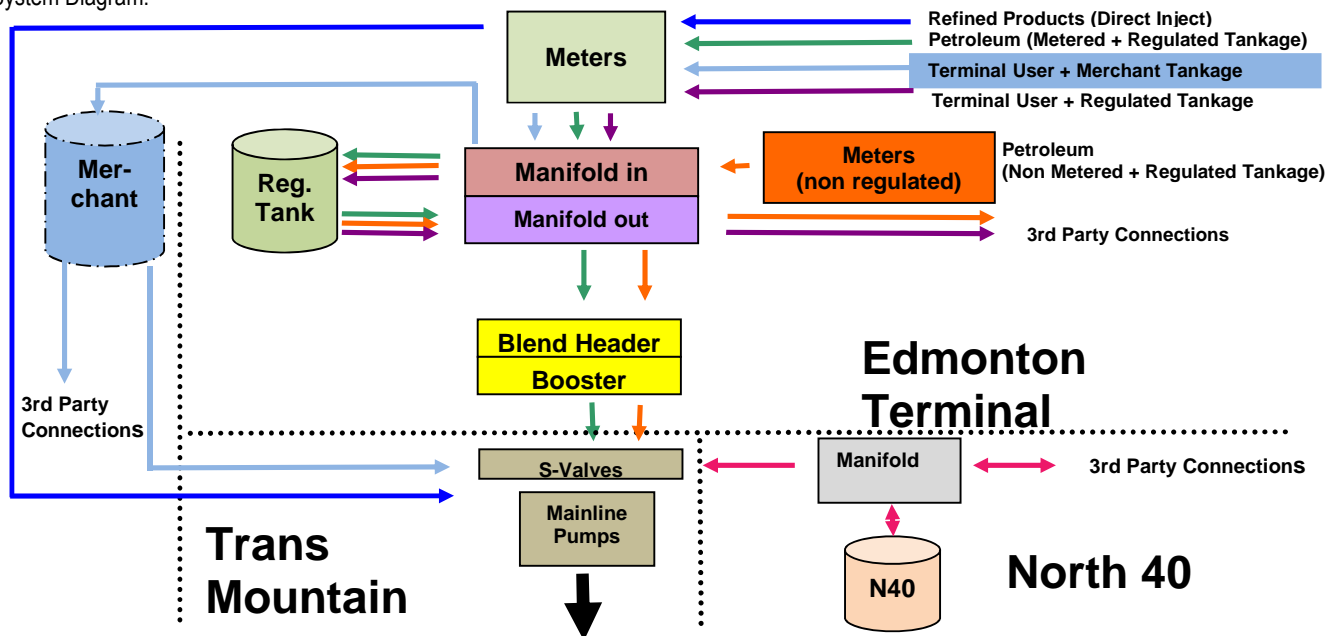 System Diagram:
Refined Products (Direct Inject)
Petroleum (Metered + Regulated Tankage)
Terminal User + Merchant Tankage
Terminal User + Regulated Tankage
Meters
Mer-
chant
Reg.
Tank
Manifold in
Manifold out
Meters
(non regulated)
Petroleum
(Non Metered + Regulated Tankage)
3rd Party Connections
Blend Header
Booster
Edmonton
Terminal
3rd Party
Connections
S-Valves
Mainline
Pumps
Manifold
3rd Party Connections
Trans
Mountain
N40
North 40